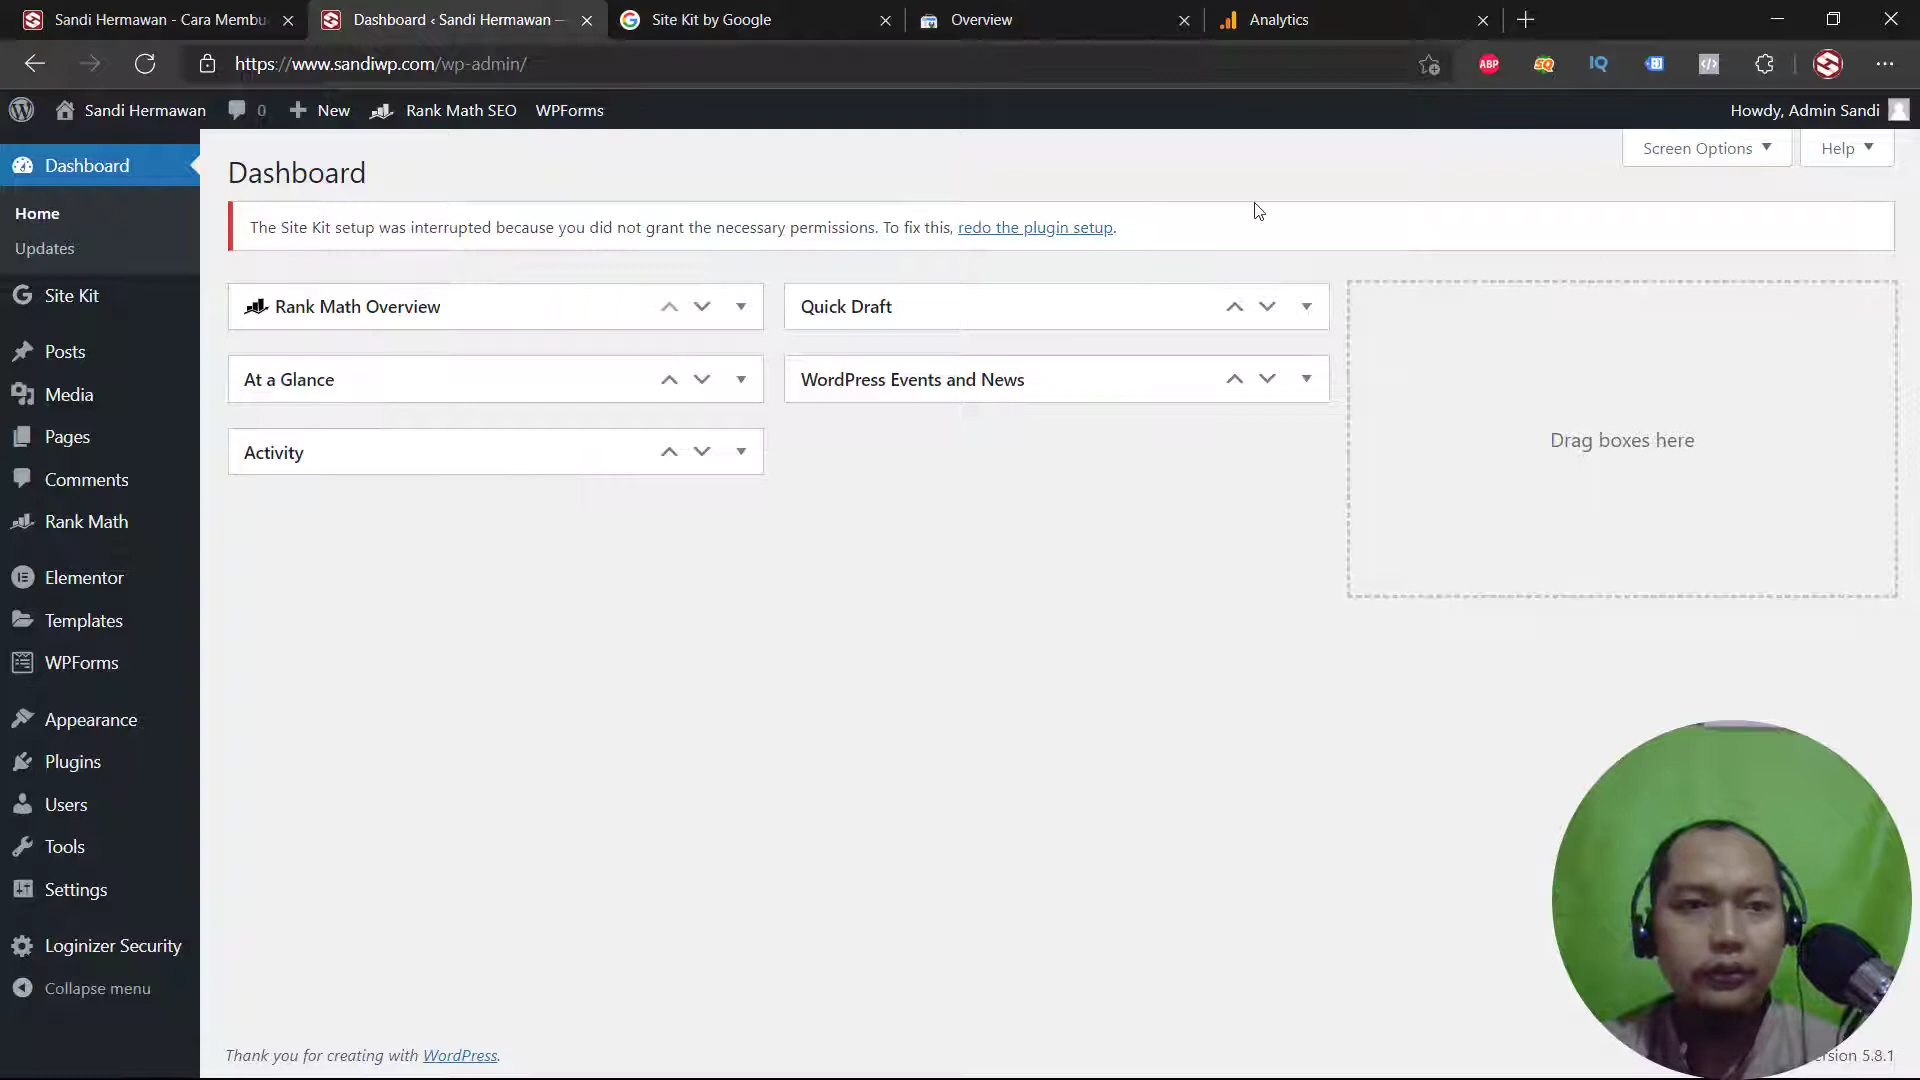 Sandi Hermawan - Cara Membu
Dashboard ‹ Sandi Hermawan —
Site Kit by Google
Overview
Analytics
https://www.sandiwp.com/wp-admin/
ABP
SQ
IQ
Sandi Hermawan
0
New
Rank Math SEO
WPForms
Howdy, Admin Sandi
Dashboard
Home
Updates
Site Kit
Posts
Media
Pages
Comments
Rank Math
Elementor
Templates
WPForms
Appearance
Plugins
Users
Tools
Settings
Loginizer Security
Collapse menu
Screen Options
Help
Dashboard
The Site Kit setup was interrupted because you did not grant the necessary permissions. To fix this, redo the plugin setup.
Rank Math Overview
At a Glance
Activity
Quick Draft
WordPress Events and News
Drag boxes here
Thank you for creating with WordPress.
ersion 5.8.1